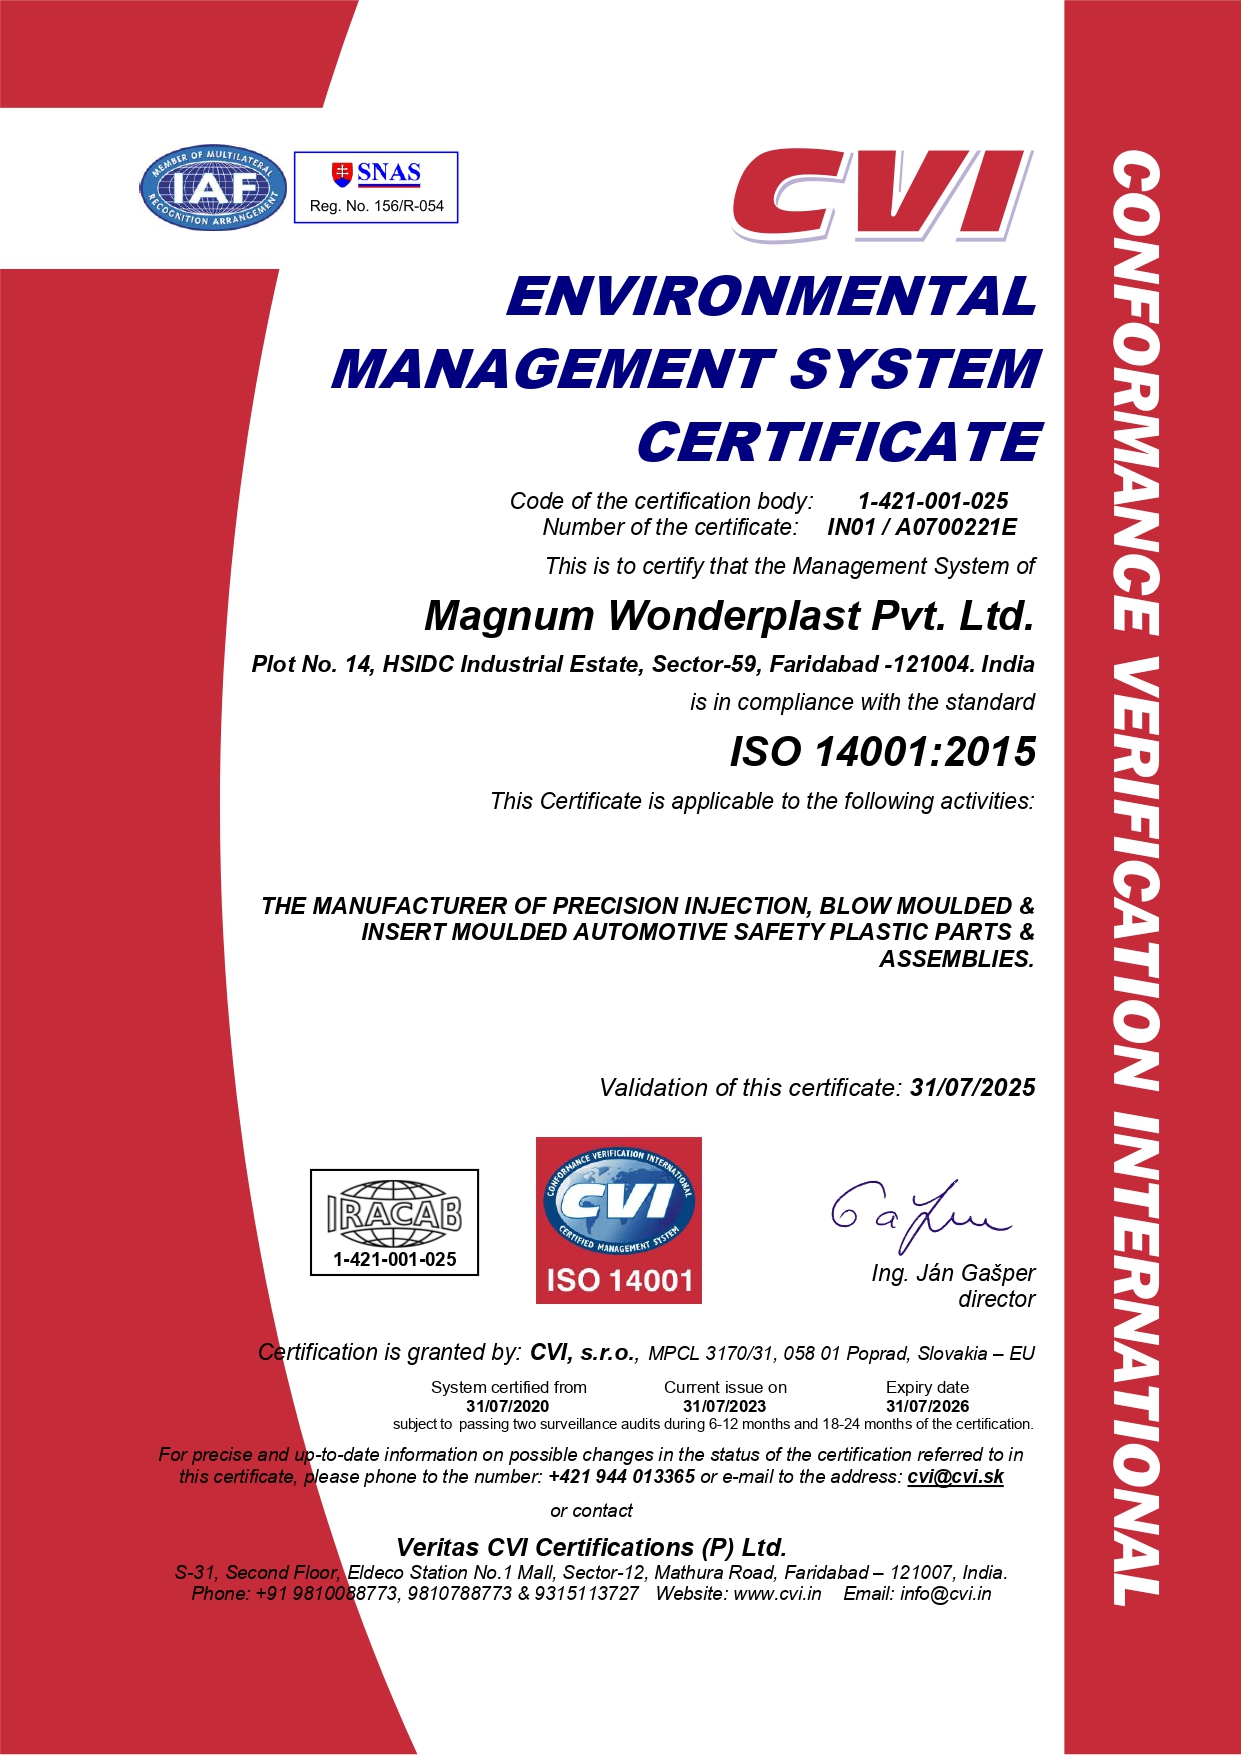 MEMBER OF MULTILATERAL
IAF
RECOGNITION ARRANGEMENT
SNAS
Reg. No. 156/R-054
CVI
ENVIRONMENTAL
MANAGEMENT SYSTEM
CERTIFICATE
Code of the certification body: 1-421-001-025
Number of the certificate: IN01 / A0700221E
This is to certify that the Management System of
Magnum Wonderplast Pvt. Ltd.
Plot No. 14, HSIDC Industrial Estate, Sector-59, Faridabad -121004. India
is in compliance with the standard
ISO 14001:2015
This Certificate is applicable to the following activities:
THE MANUFACTURER OF PRECISION INJECTION, BLOW MOULDED &
INSERT MOULDED AUTOMOTIVE SAFETY PLASTIC PARTS &
ASSEMBLIES.
Validation of this certificate: 31/07/2025
IRACAB
1-421-001-025
CONFORMANCE VERIFICATION INTERNATIONAL
CVI
CERTIFIED MANAGEMENT SYSTEM
ISO 14001
Ing. Ján Gašper
director
Certification is granted by: CVI, s.r.o., MPCL 3170/31, 058 01 Poprad, Slovakia – EU
System certified from Current issue on Expiry date
31/07/2020 31/07/2023 31/07/2026
subject to passing two surveillance audits during 6-12 months and 18-24 months of the certification.
For precise and up-to-date information on possible changes in the status of the certification referred to in
this certificate, please phone to the number: +421 944 013365 or e-mail to the address: cvi@cvi.sk
or contact
Veritas CVI Certifications (P) Ltd.
S-31, Second Floor, Eldeco Station No.1 Mall, Sector-12, Mathura Road, Faridabad – 121007, India.
Phone: +91 9810088773, 9810788773 & 9315113727 Website: www.cvi.in Email: info@cvi.in
CONFORMANCE VERIFICATION INTERNATIONAL